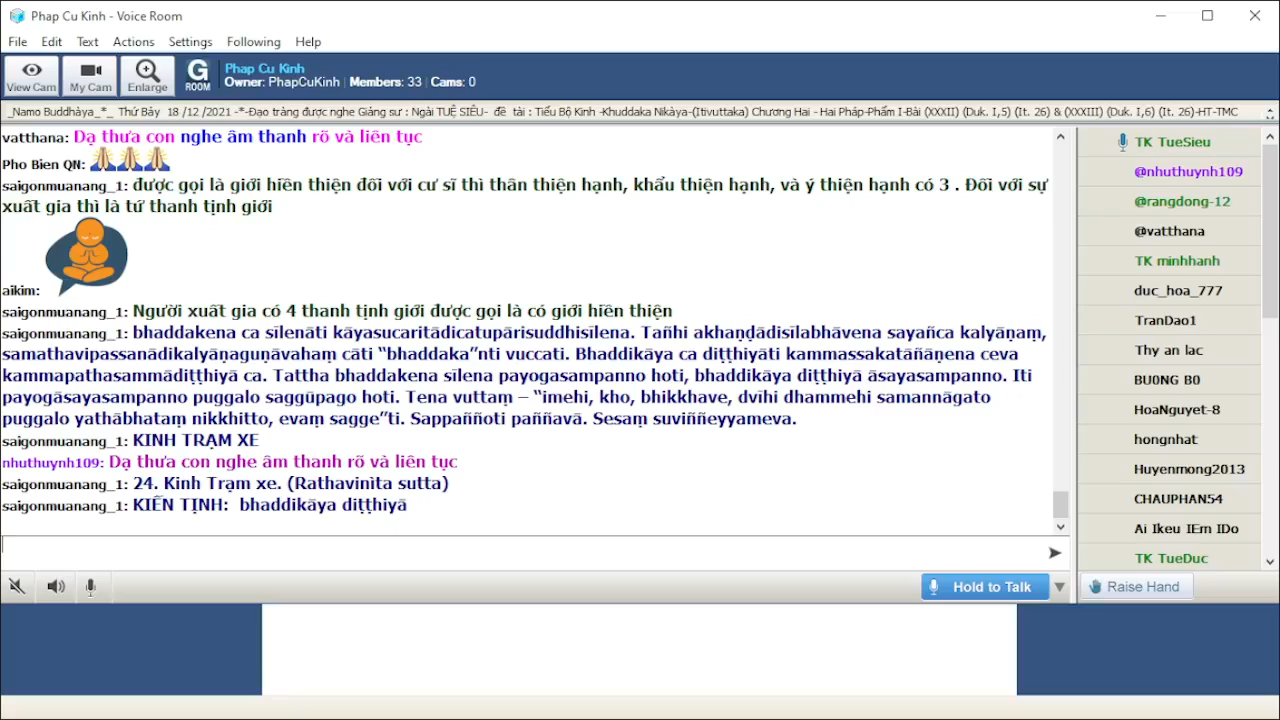 Phap Cu Kinh - Voice Room
File Edit Text Actions Settings Following Help
View Cam My Cam Enlarge G ROOM
Phap Cu Kinh
Owner: PhapCuKinh | Members: 33 | Cams: 0
_Namo Buddhàya_*_ Thứ Bảy 18 /12 /2021 -*-Đạo tràng được nghe Giảng sư : Ngài TUỆ SIÊU- đề tài : Tiểu Bộ Kinh -Khuddaka Nikàya-(Itivuttaka) Chương Hai - Hai Pháp-Phẩm I-Bài (XXXII) (Duk. I,5) (It. 26) & (XXXIII) (Duk. I,6) (It. 26)-HT-TMC
vatthana: Dạ thưa con nghe âm thanh rõ và liên tục
Pho Bien QN:
saigonmuanang_1: được gọi là giới hiền thiện đối với cư sĩ thì thân thiện hạnh, khẩu thiện hạnh, và ý thiện hạnh có 3 . Đối với sự
xuất gia thì là tứ thanh tịnh giới
aikim:
saigonmuanang_1: Người xuất gia có 4 thanh tịnh giới được gọi là có giới hiền thiện
saigonmuanang_1: bhaddakena ca sīlenāti kāyasucaritādicatupārisuddhisīlena. Tañhi akhaṇḍādisīlabhāvena sayañca kalyāṇaṃ,
samathavipassanādikalyāṇaguṇāvahaṃ cāti “bhaddaka”nti vuccati. Bhaddikāya ca diṭṭhiyāti kammassakatāñāṇena ceva
kammapathasammādiṭṭhiyā ca. Tattha bhaddakena sīlena payogasampanno hoti, bhaddikāya diṭṭhiyā āsayasampanno. Iti
payogāsayasampanno puggalo saggūpago hoti. Tena vuttaṃ – “imehi, kho, bhikkhave, dvīhi dhammehi samannāgato
puggalo yathābhataṃ nikkhitto, evaṃ sagge”ti. Sappaññoti paññavā. Sesaṃ suviññeyyameva.
saigonmuanang_1: KINH TRẠM XE
nhuthuynh109: Dạ thưa con nghe âm thanh rõ và liên tục
saigonmuanang_1: 24. Kinh Trạm xe. (Rathavinìta sutta)
saigonmuanang_1: KIẾN TỊNH: bhaddikāya diṭṭhiyā
TK TueSieu
@nhuthuynh109
@rangdong-12
@vatthana
TK minhhanh
duc_hoa_777
TranDao1
Thy an lac
BU0NG B0
HoaNguyet-8
hongnhat
Huyenmong2013
CHAUPHAN54
Ai Ikeu IEm IDo
TK TueDuc
Hold to Talk
Raise Hand